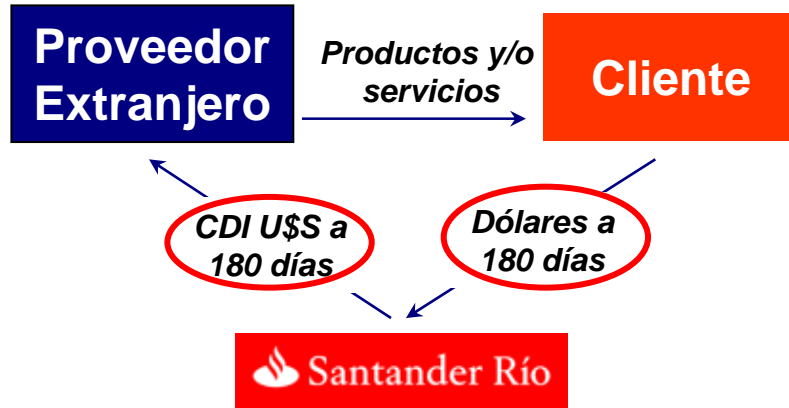 Proveedor
Extranjero
Productos y/o
servicios
Cliente
CDI U$S a
180 días
Dólares a
180 días
Santander Río